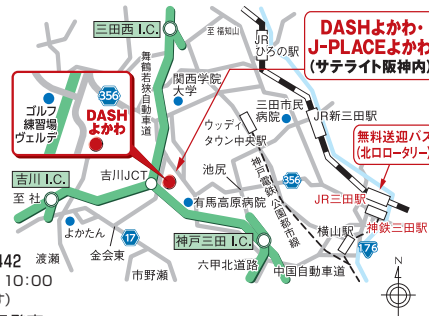 三田西 I.C.
至 福知山
JR
ひろの駅
DASHよかわ・
J-PLACEよかわ
(サテライト阪神内)
舞鶴若狭自動車道
関西学院
大学
三田市民
病院
JR新三田駅
356
DASH
よかわ
ゴルフ
練習場
ヴェルデ
ウッディ
タウン中央駅
無料送迎バス
(北口ロータリー)
吉川 I.C.
至 社
吉川JCT
池尻
神戸電鉄公園都市線
356
JR三田駅
有馬高原病院
神鉄三田駅
よかたん
17
神戸三田 I.C.
横山駅
176
442
渡瀬
金会東
六甲北道路
10:00
市野瀬
中国自動車道
N